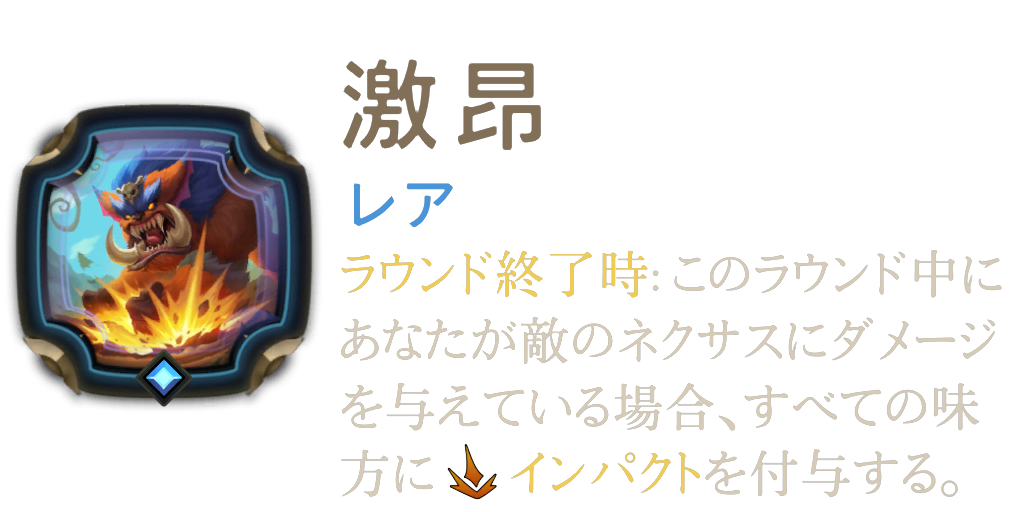 激昂
レア
ラウンド終了時: このラウンド中に
あなたが敵のネクサスにダメージ
を与えている場合、すべての味
方に インパクトを付与する。